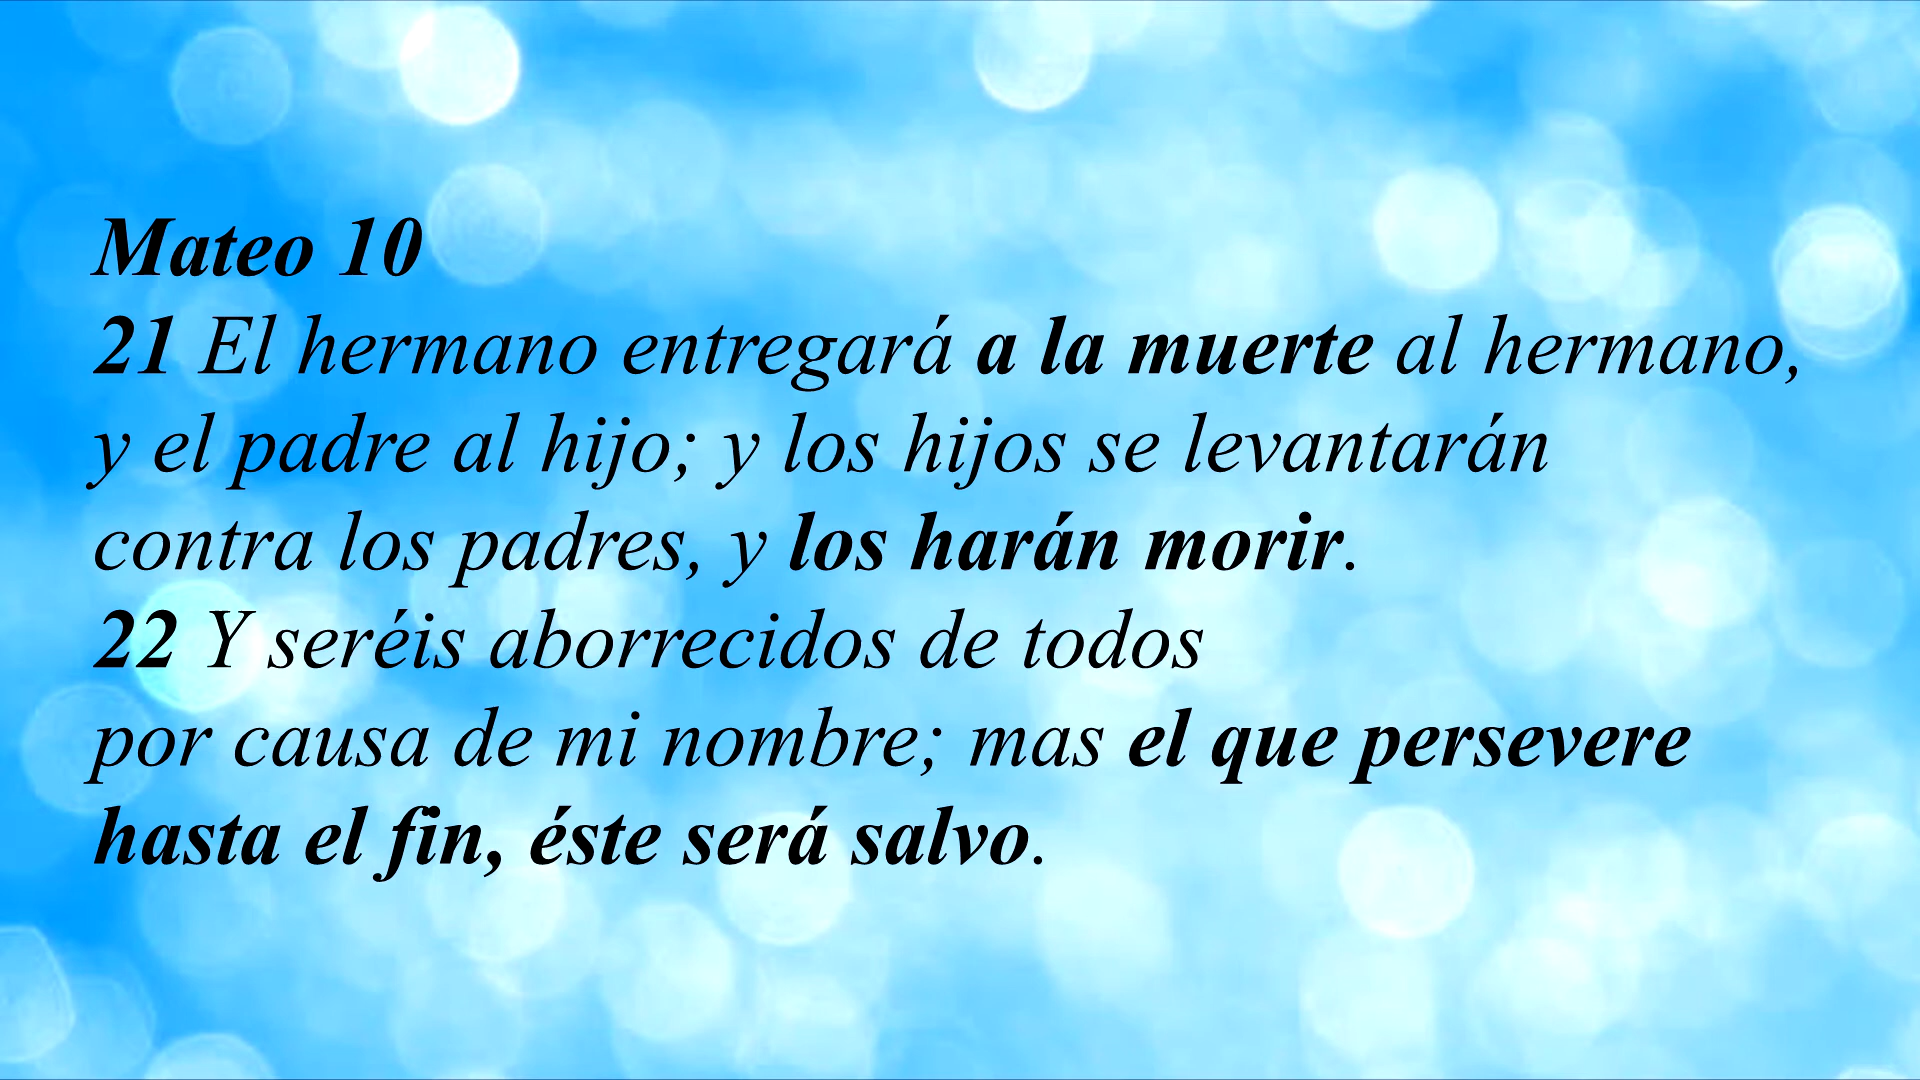 Mateo 10
21 El hermano entregará a la muerte al hermano,
y el padre al hijo; y los hijos se levantarán
contra los padres, y los harán morir.
22 Y seréis aborrecidos de todos
por causa de mi nombre; mas el que persevere
hasta el fin, éste será salvo.